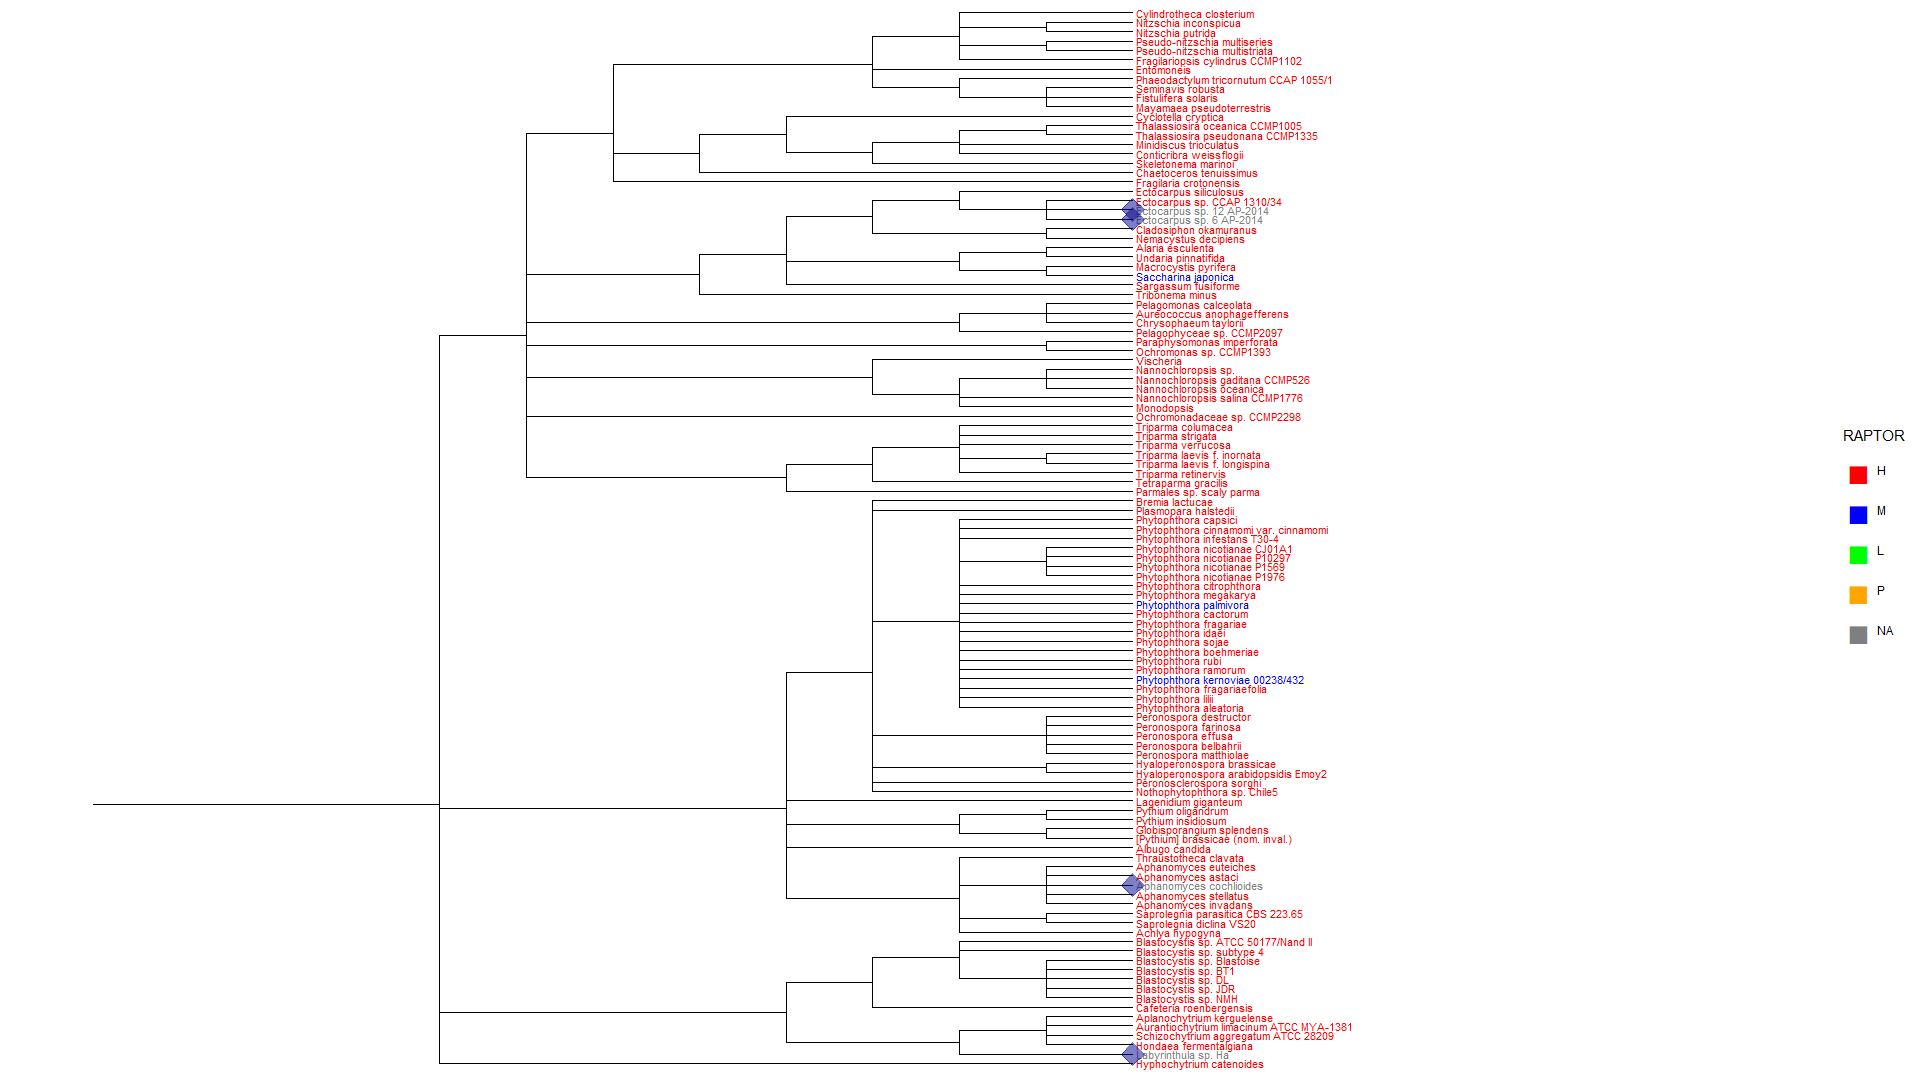 Cylindrotheca closterium
Nitzschia inconspicua
Nitzschia putrida
Pseudo-nitzschia multiseries
Pseudo-nitzschia multistriata
Fragilariopsis cylindrus CCMP1102
Entomoneis
Phaeodactylum tricornutum CCAP 1055/1
Seminavis robusta
Fistulifera solaris
Mayamaea pseudoterrestris
Cyclotella cryptica
Thalassiosira oceanica CCMP1005
Thalassiosira pseudonana CCMP1335
Minidiscus trioculatus
Conticribra weissflogii
Skeletonema marinoi
Chaetoceros tenuissimus
Fragilaria crotonensis
Ectocarpus siliculosus
Ectocarpus sp. CCAP 1310/34
Ectocarpus sp. 12 AP-2014
Ectocarpus sp. 6 AP-2014
Cladosiphon okamuranus
Nemacystus decipiens
Alaria esculenta
Undaria pinnatifida
Macrocystis pyrifera
Saccharina japonica
Sargassum fusiforme
Tribonema minus
Pelagomonas calceolata
Aureococcus anophagefferens
Chrysophaeum taylorii
Pelagophyceae sp. CCMP2097
Paraphysomonas imperforata
Ochromonas sp. CCMP1393
Vischeria
Nannochloropsis sp.
Nannochloropsis gaditana CCMP526
Nannochloropsis oceanica
Nannochloropsis salina CCMP1776
Monodopsis
Ochromonadaceae sp. CCMP2298
Triparma columacea
Triparma strigata
Triparma verrucosa
Triparma laevis f. inornata
Triparma laevis f. longispina
Triparma retinervis
Tetraparma gracilis
Parmales sp. scaly parma
Bremia lactucae
Plasmopara halstedii
Phytophthora capsici
Phytophthora cinnamomi var. cinnamomi
Phytophthora infestans T30-4
Phytophthora nicotianae CJ01A1
Phytophthora nicotianae P10297
Phytophthora nicotianae P1569
Phytophthora nicotianae P1976
Phytophthora citrophthora
Phytophthora megakarya
Phytophthora palmivora
Phytophthora cactorum
Phytophthora fragariae
Phytophthora idaei
Phytophthora sojae
Phytophthora boehmeriae
Phytophthora rubi
Phytophthora ramorum
Phytophthora kernoviae 00238/432
Phytophthora fragariaefolia
Phytophthora lilii
Phytophthora aleatoria
Peronospora destructor
Peronospora farinosa
Peronospora effusa
Peronospora belbahrii
Peronospora matthiolae
Hyaloperonospora brassicae
Hyaloperonospora arabidopsidis Emoy2
Peronosclerospora sorghi
Nothophytophthora sp. Chile5
Lagenidium giganteum
Pythium oligandrum
Pythium insidiosum
Globisporangium splendens
[Pythium] brassicae (nom. inval.)
Albugo candida
Thraustotheca clavata
Aphanomyces euteiches
Aphanomyces astaci
Aphanomyces cochlioides
Aphanomyces stellatus
Aphanomyces invadans
Saprolegnia parasitica CBS 223.65
Saprolegnia diclina VS20
Achlya hypogyna
Blastocystis sp. ATCC 50177/Nand II
Blastocystis sp. subtype 4
Blastocystis sp. Blastoise
Blastocystis sp. BT1
Blastocystis sp. DL
Blastocystis sp. JDR
Blastocystis sp. NMH
Cafeteria roenbergensis
Aplanochytrium kerguelense
Aurantiochytrium limacinum ATCC MYA-1381
Schizochytrium aggregatum ATCC 28209
Hondaea fermentalgiana
Labyrinthula sp. Ha
Hyphochytrium catenoides
RAPTOR
H
M
L
P
NA